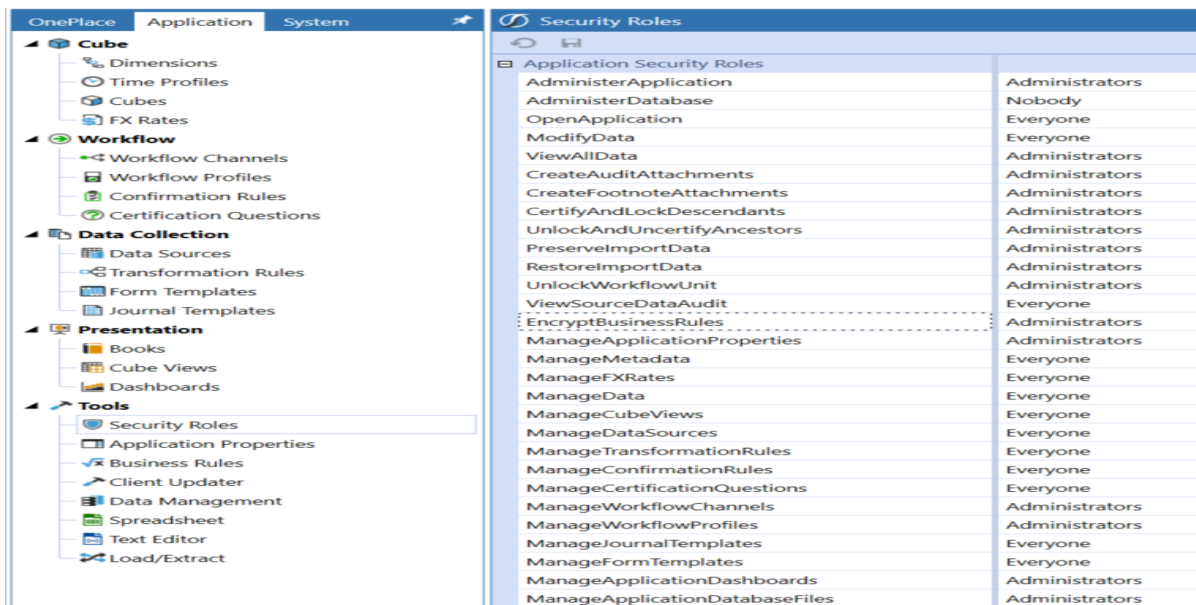 OnePlace Application System
Cube
Dimensions
Time Profiles
Cubes
FX Rates
Workflow
Workflow Channels
Workflow Profiles
Confirmation Rules
Certification Questions
Data Collection
Data Sources
Transformation Rules
Form Templates
Journal Templates
Presentation
Books
Cube Views
Dashboards
Tools
Security Roles
Application Properties
Business Rules
Client Updater
Data Management
Spreadsheet
Text Editor
Load/Extract
Security Roles
Application Security Roles
AdministerApplication Administrators
AdministerDatabase Nobody
OpenApplication Everyone
ModifyData Everyone
ViewAllData Administrators
CreateAuditAttachments Administrators
CreateFootnoteAttachments Administrators
CertifyAndLockDescendants Administrators
UnlockAndUncertifyAncestors Administrators
PreserveImportData Administrators
RestoreImportData Administrators
UnlockWorkflowUnit Administrators
ViewSourceDataAudit Everyone
EncryptBusinessRules Administrators
ManageApplicationProperties Administrators
ManageMetadata Everyone
ManageFXRates Everyone
ManageData Everyone
ManageCubeViews Everyone
ManageDataSources Everyone
ManageTransformationRules Everyone
ManageConfirmationRules Everyone
ManageCertificationQuestions Everyone
ManageWorkflowChannels Administrators
ManageWorkflowProfiles Administrators
ManageJournalTemplates Everyone
ManageFormTemplates Everyone
ManageApplicationDashboards Administrators
ManageApplicationDatabaseFiles Administrators